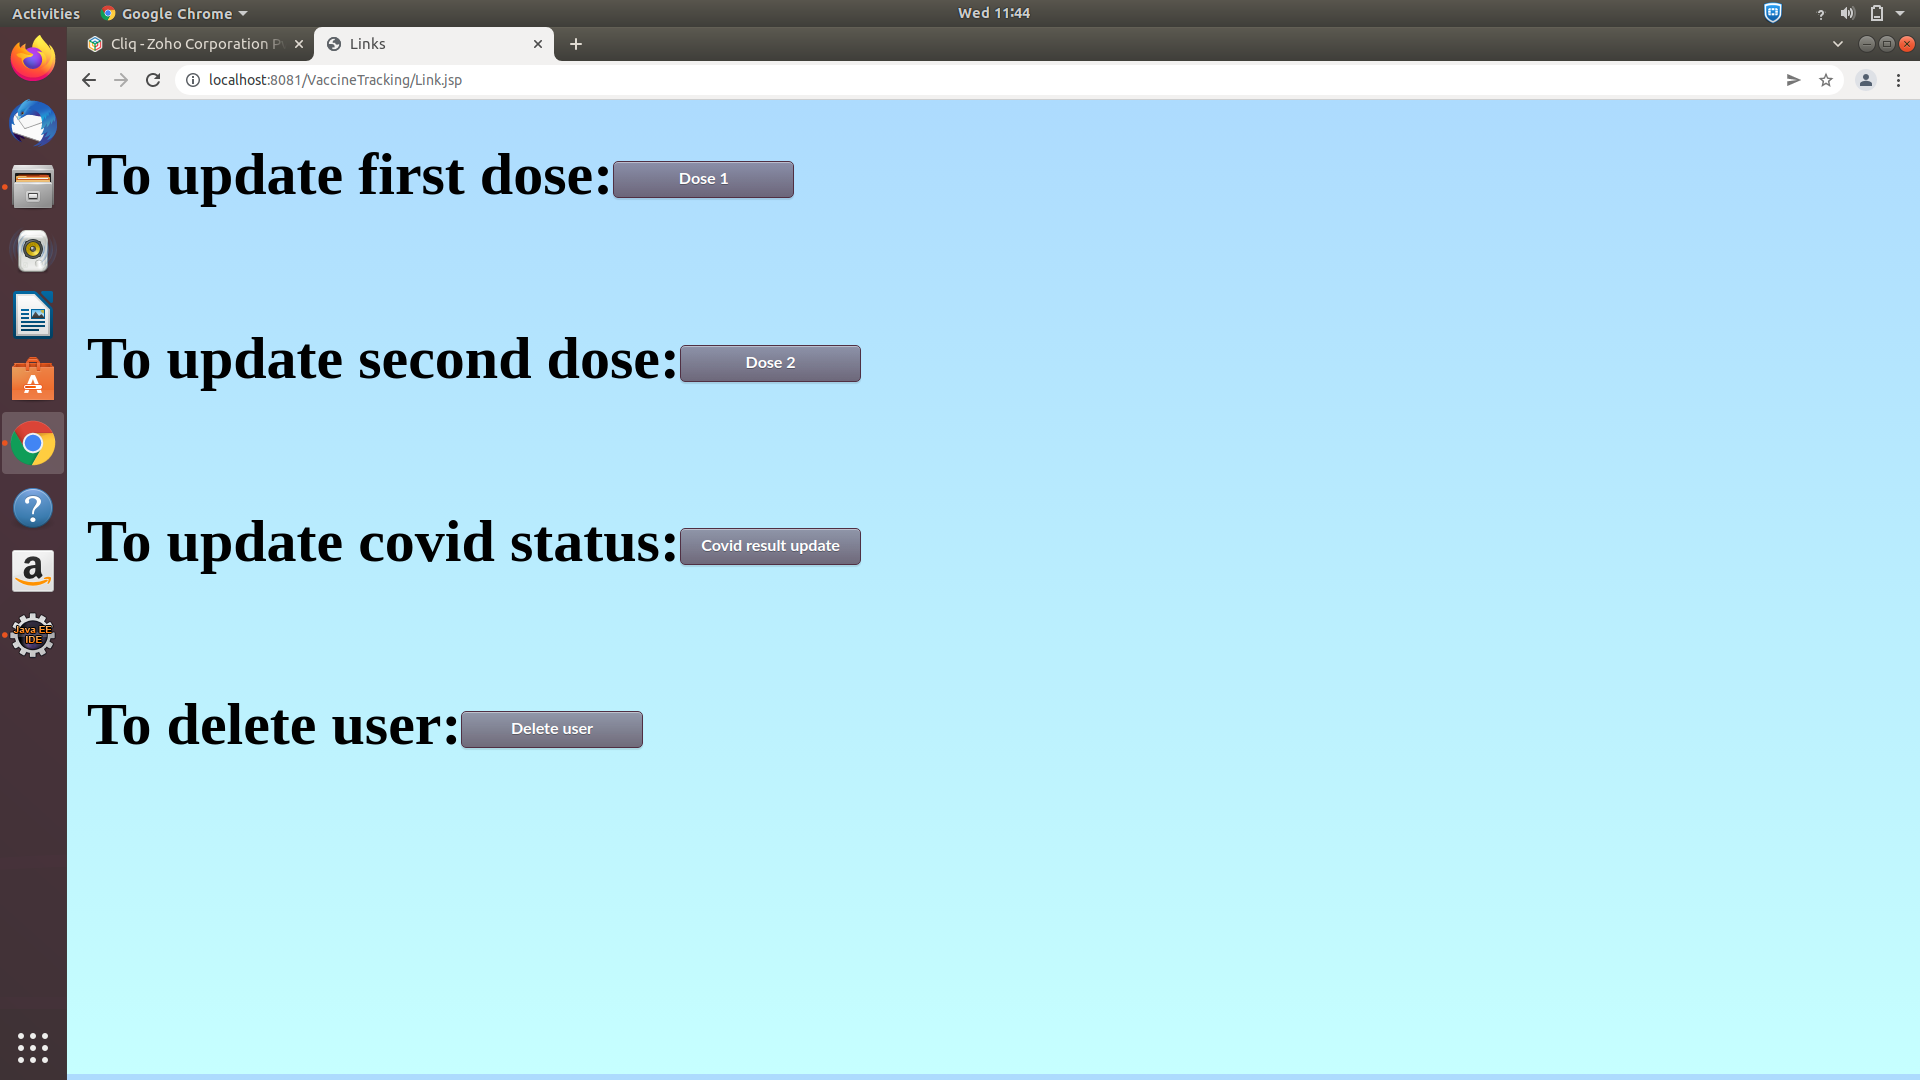 Activities Google Chrome Wed 11:44
Cliq - Zoho Corporation Links
localhost:8081/VaccineTracking/Link.jsp
To update first dose: Dose 1
To update second dose: Dose 2
To update covid status: Covid result update
a
Java EE
IDE
To delete user: Delete user